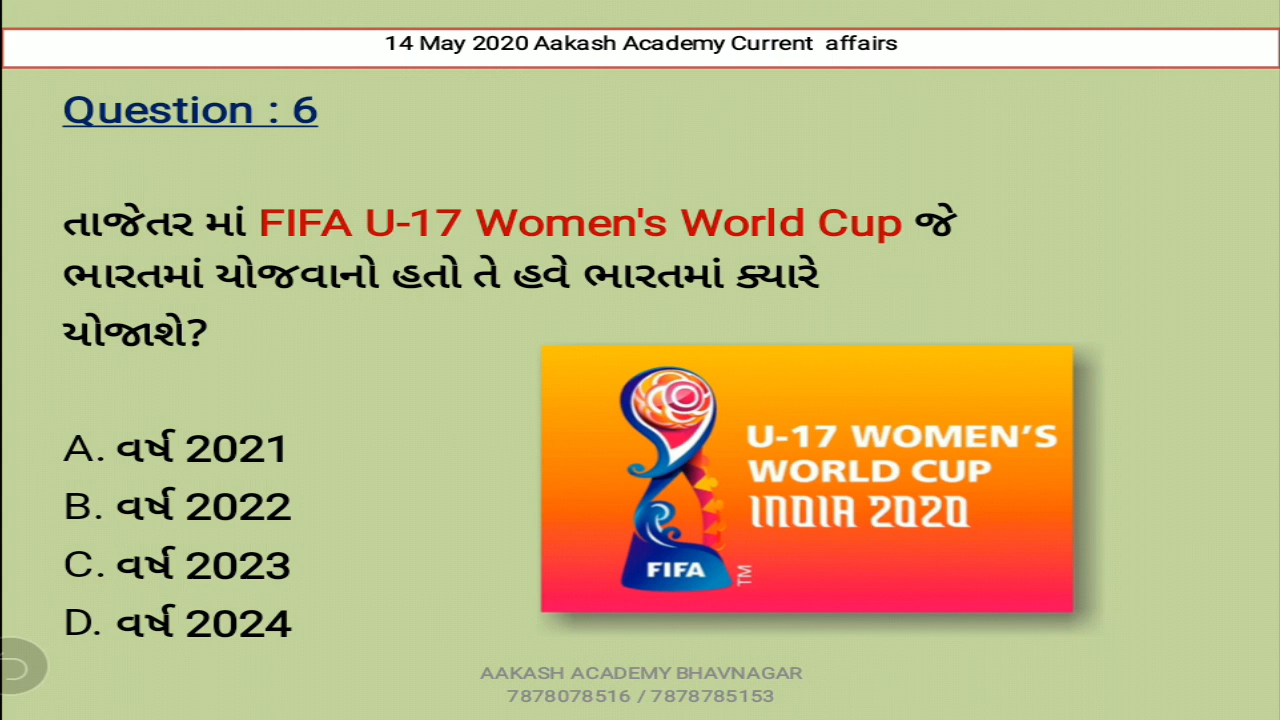 14 May 2020 Aakash Academy Current affairs
Question : 6
તાજેતર માં FIFA U-17 Women's World Cup જે
ભારતમાં યોજવાનો હતો તે હવે ભારતમાં ક્યારે
યોજાશે?
A. વર્ષ 2021
B. વર્ષ 2022
C. વર્ષ 2023
D. વર્ષ 2024
U-17 WOMEN'S
WORLD CUP
INDIA 2020
FIFA
TM
AAKASH ACADEMY BHAVNAGAR
7878078516 / 7878785153